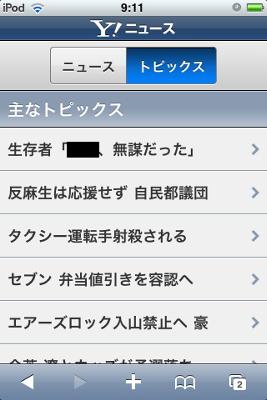 iPod 9:11
Y! ニュース
ニュース トピックス
主なトピックス
生存者「、無謀だった」
反麻生は応援せず 自民都議団
タクシー運転手射殺される
セブン 弁当値引きを容認へ
エアーズロック入山禁止へ 豪
2